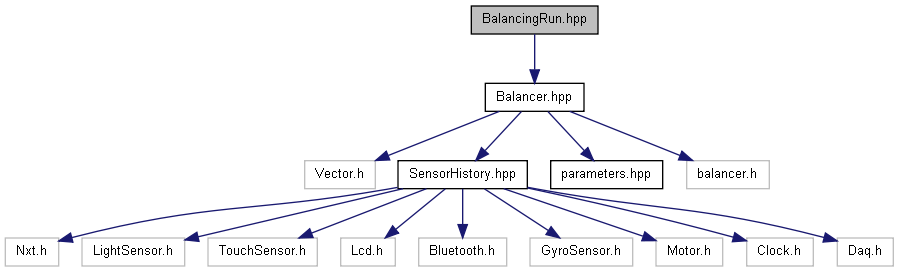 BalancingRun.hpp
Balancer.hpp
Vector.h
SensorHistory.hpp
parameters.hpp
balancer.h
Nxt.h
LightSensor.h
TouchSensor.h
Lcd.h
Bluetooth.h
GyroSensor.h
Motor.h
Clock.h
Daq.h